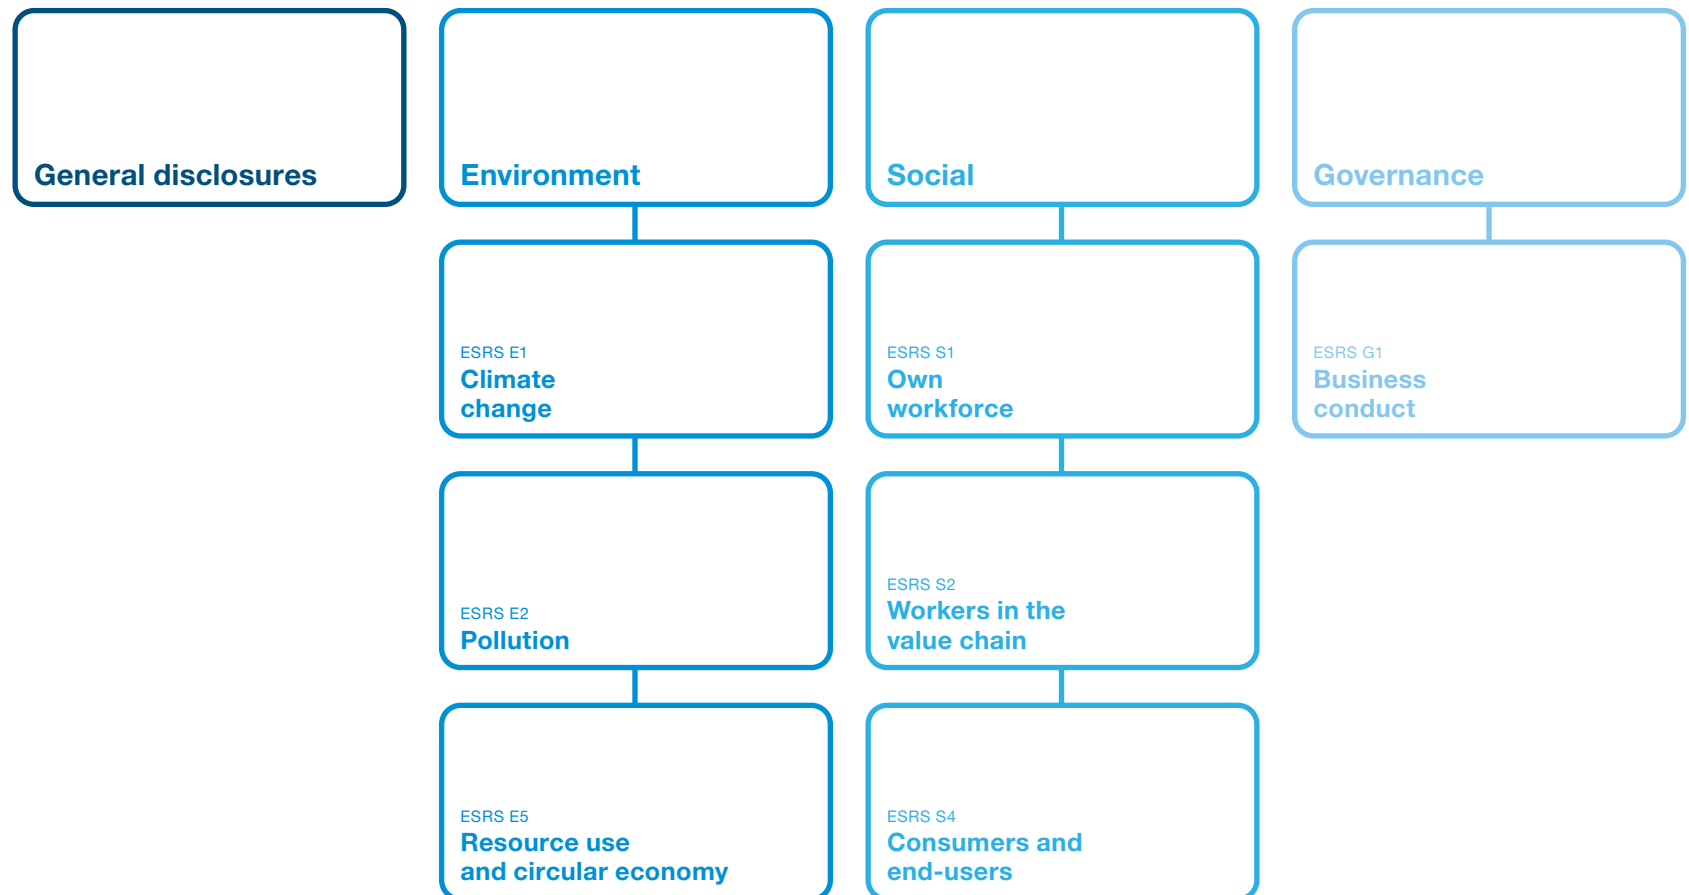 General disclosures
Environment
Social
Governance
ESRS E1
Climate
change
ESRS S1
Own
workforce
ESRS G1
Business
conduct
ESRS E2
Pollution
ESRS S2
Workers in the
value chain
ESRS E5
Resource use
and circular economy
ESRS S4
Consumers and
end-users